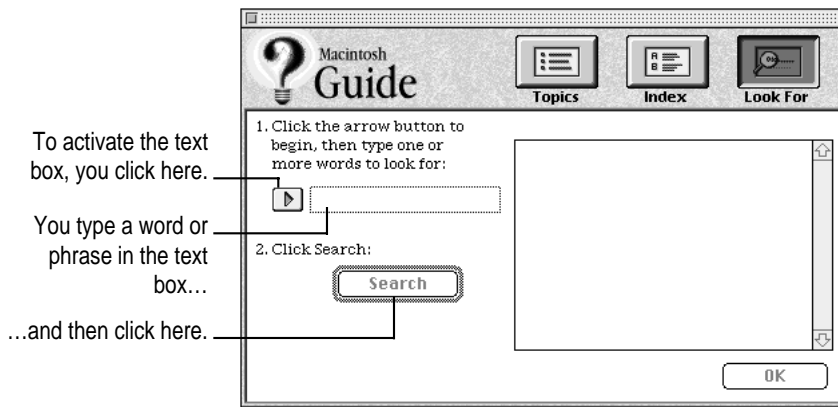 Macintosh
Guide
Topics
Index
Look For
To activate the text
box, you click here.
1. Click the arrow button to
begin, then type one or
more words to look for:
You type a word or
phrase in the text
box…
2. Click Search:
Search
…and then click here.
OK